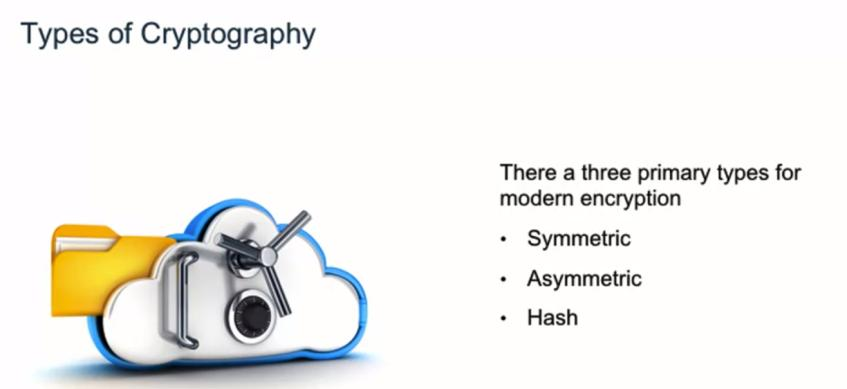 Types of Cryptography
There a three primary types for
modern encryption
• Symmetric
• Asymmetric
• Hash